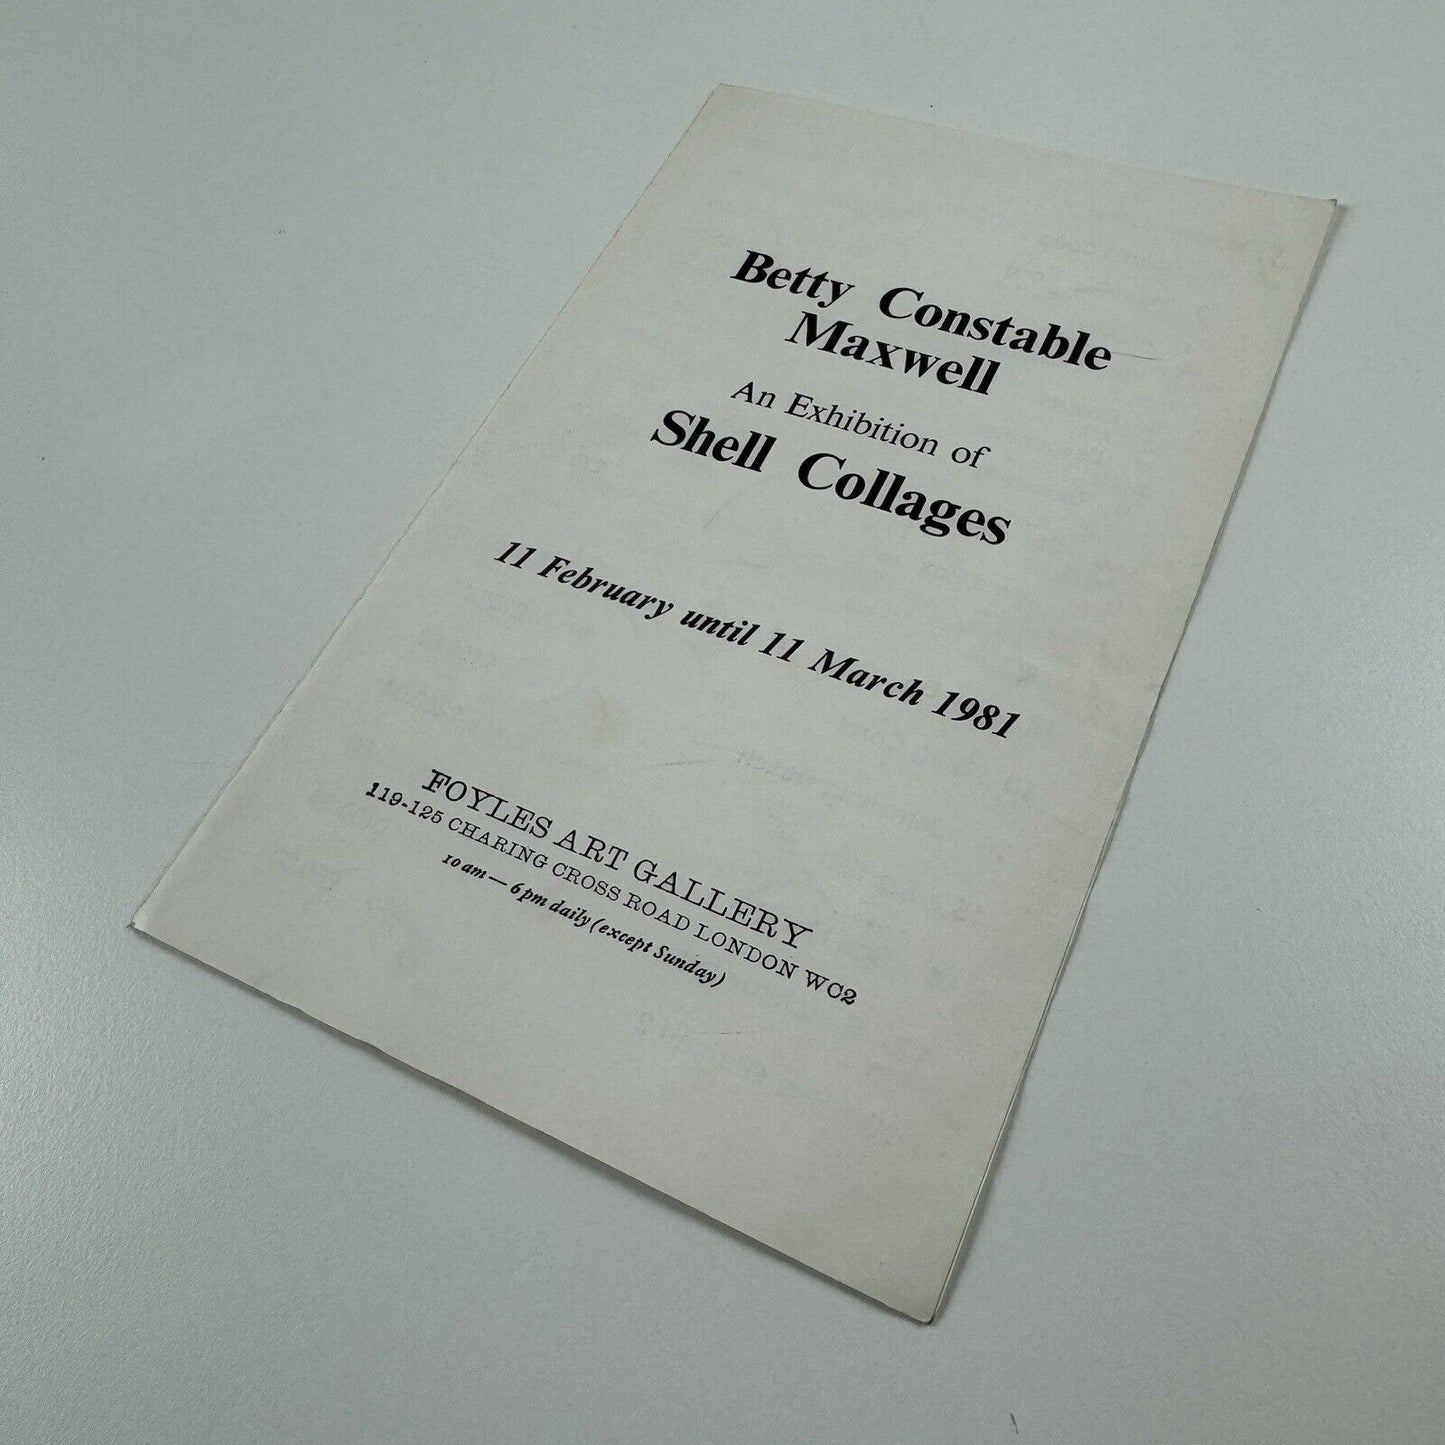 Betty Constable
Maxwell
An Exhibition of
Shell Collages
11 February until 11 March 1981
FOYLES ART GALLERY
119-125 CHARING CROSS ROAD LONDON WC2
10 am — 6 pm daily (except Sunday)